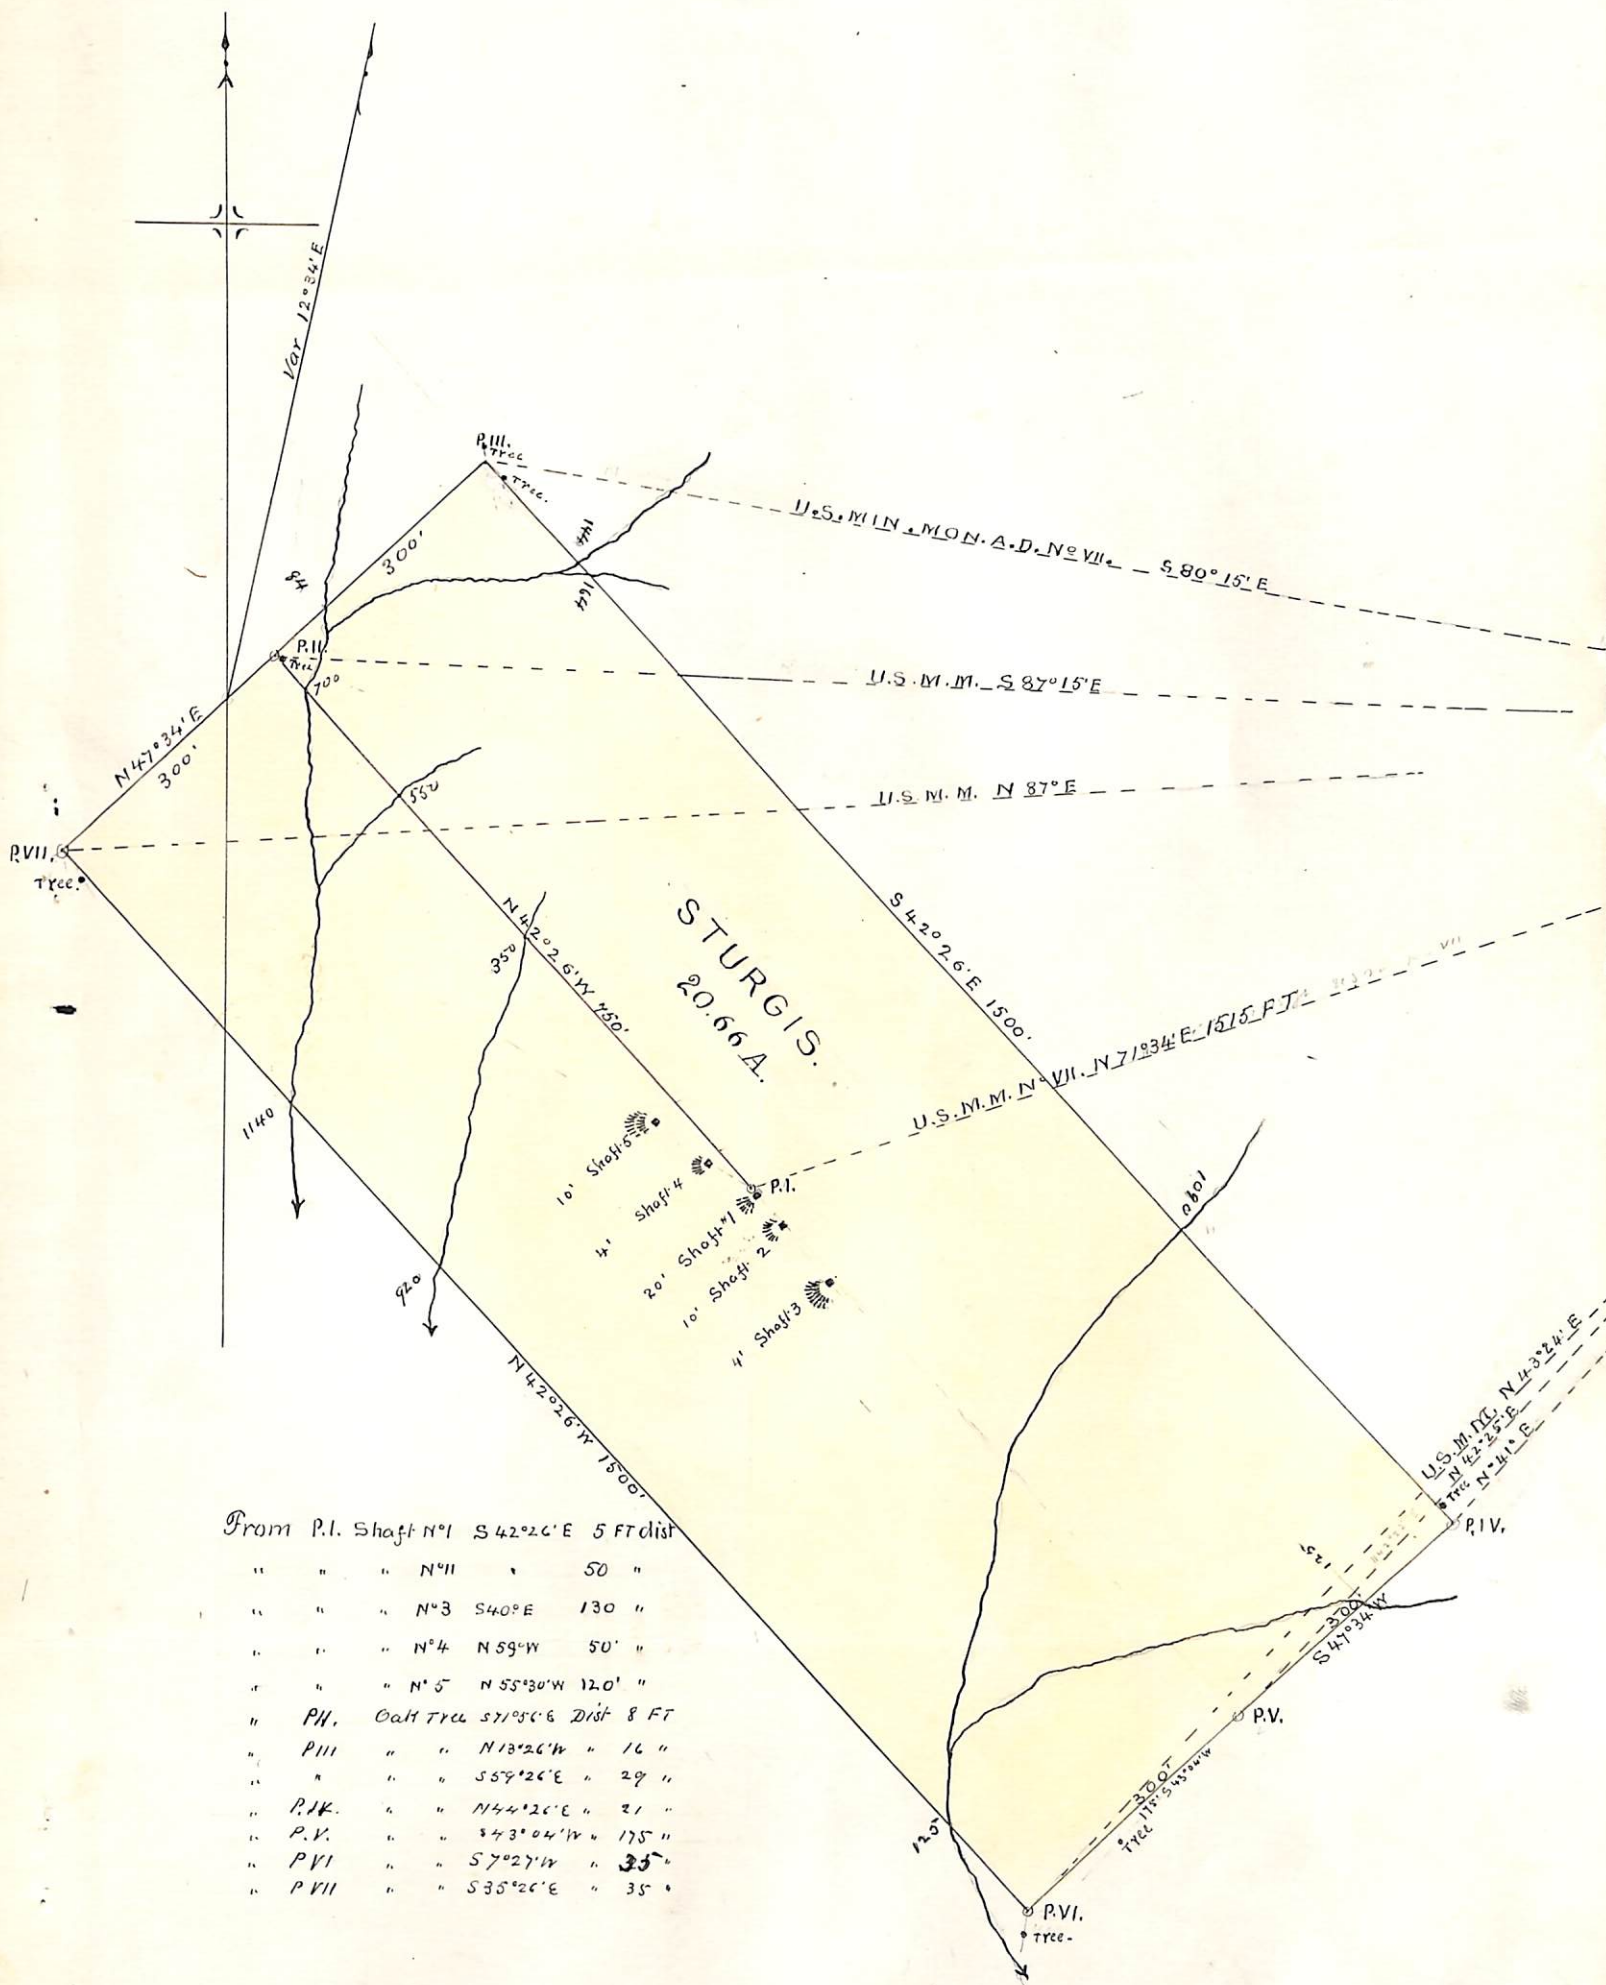 Var 12°34'E
P.III.
Tree
Tree.
144
164
U.S. MIN. MON. A.D. No VII. S 80° 15' E
300'
84
P.II.
Tree
700
U.S.M.M. S 87° 15' E
N 47° 34' E
300'
550
U.S.M.M. N 87° E
P.VII.
Tree.
N 42° 26' W 750'
350
STURGIS.
20.66 A.
S 42° 26' E 1500'
U.S.M.M. No VII. N 71° 34' E 1515 FT
1140
10' Shaft 5
4' Shaft 4
P.I.
20' Shaft No 1
10' Shaft 2
4' Shaft 3
1090
920
N 42° 26' W 1500'
U.S.M.M. N 43° 24' E
N 42° 25' E
N 41° E
Tree
P.IV.
125
300'
S 47° 34' W
P.V.
300'
175' S 43° 04' W
Tree
120
P.VI.
Tree
From P.I. Shaft No 1 S 42° 26' E 5 FT dist
" " " No 11 " 50 "
" " " No 3 S 40° E 130 "
" " " No 4 N 59° W 50' "
" " " No 5 N 55° 30' W 120' "
" P.II. Oak Tree S 71° 56' E Dist 8 FT
" P III " " N 13° 26' W " 16 "
" " " " S 59° 26' E " 29 "
" P.IV. " " N 44° 26' E " 21 "
" P.V. " " S 43° 04' W " 175 "
" P VI " " S 7° 27' W " 35 "
" P VII " " S 35° 26' E " 35 "